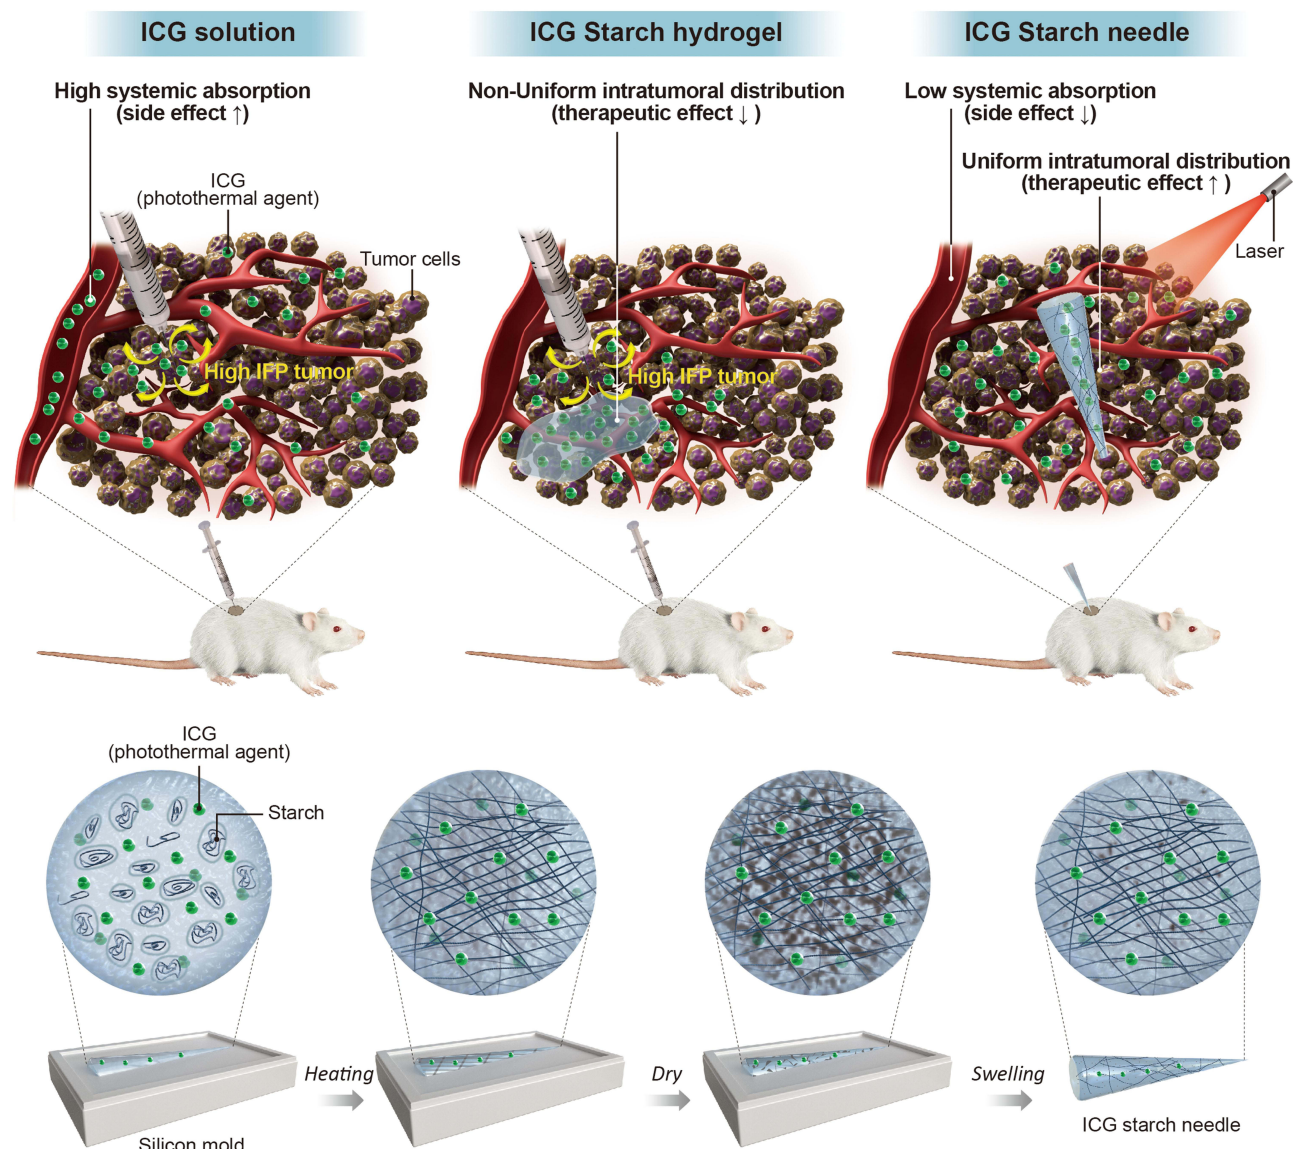 ICG solution
ICG Starch hydrogel
ICG Starch needle
High systemic absorption
(side effect ↑)
Non-Uniform intratumoral distribution
(therapeutic effect ↓ )
Low systemic absorption
(side effect ↓)
Uniform intratumoral distribution
(therapeutic effect ↑ )
ICG
(photothermal agent)
Tumor cells
Laser
High IFP tumor
High IFP tumor
ICG
(photothermal agent)
Starch
Heating
Dry
Swelling
Silicon mold
ICG starch needle